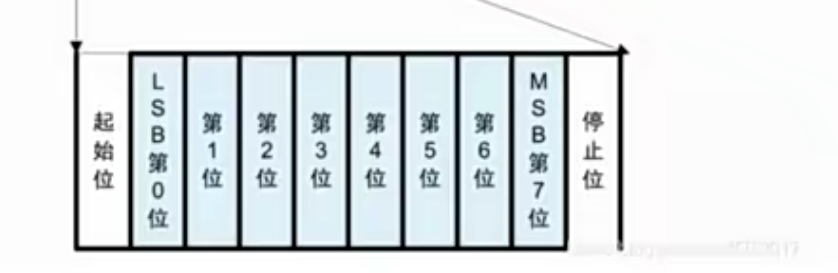 起始位
LSB第0位
第1位
第2位
第3位
第4位
第5位
第6位
MSB第7位
停止位